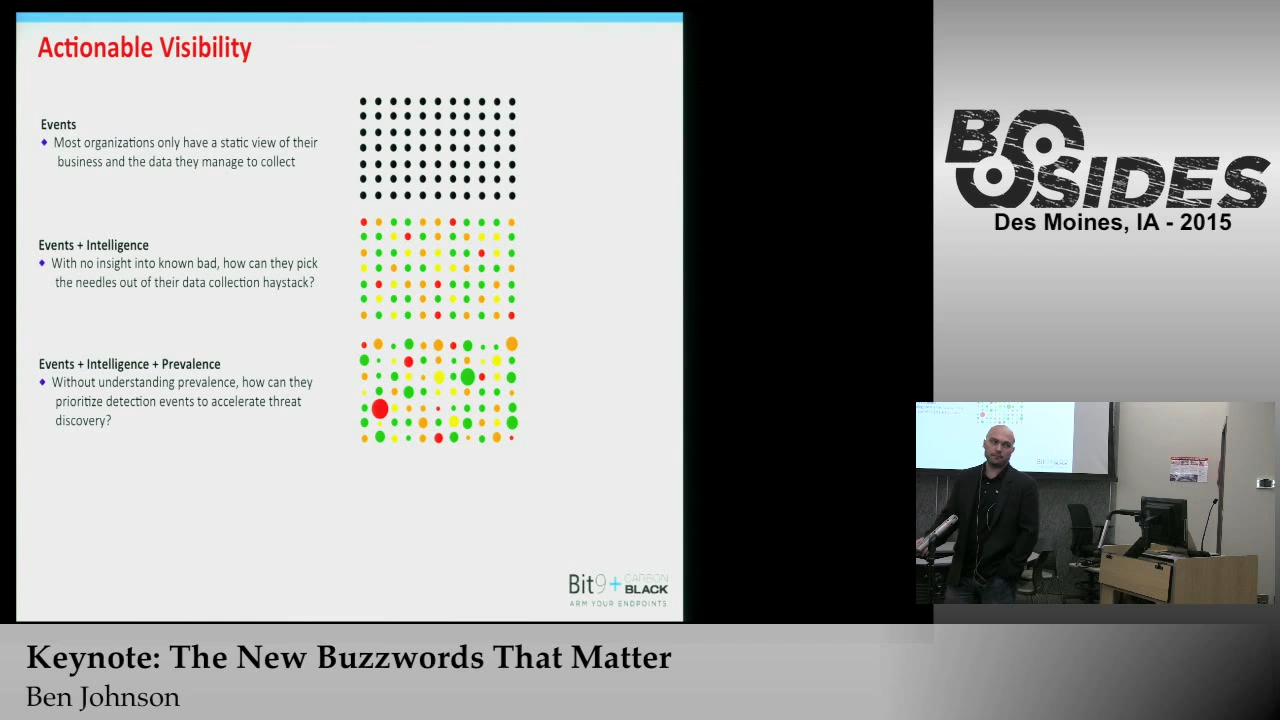 Actionable Visibility
Events
Most organizations only have a static view of their
business and the data they manage to collect
Events + Intelligence
With no insight into known bad, how can they pick
the needles out of their data collection haystack?
Events + Intelligence + Prevalence
Without understanding prevalence, how can they
prioritize detection events to accelerate threat
discovery?
Bit9+ CARBON
BLACK
ARM YOUR ENDPOINTS
BSIDES
Des Moines, IA - 2015
Keynote: The New Buzzwords That Matter
Ben Johnson